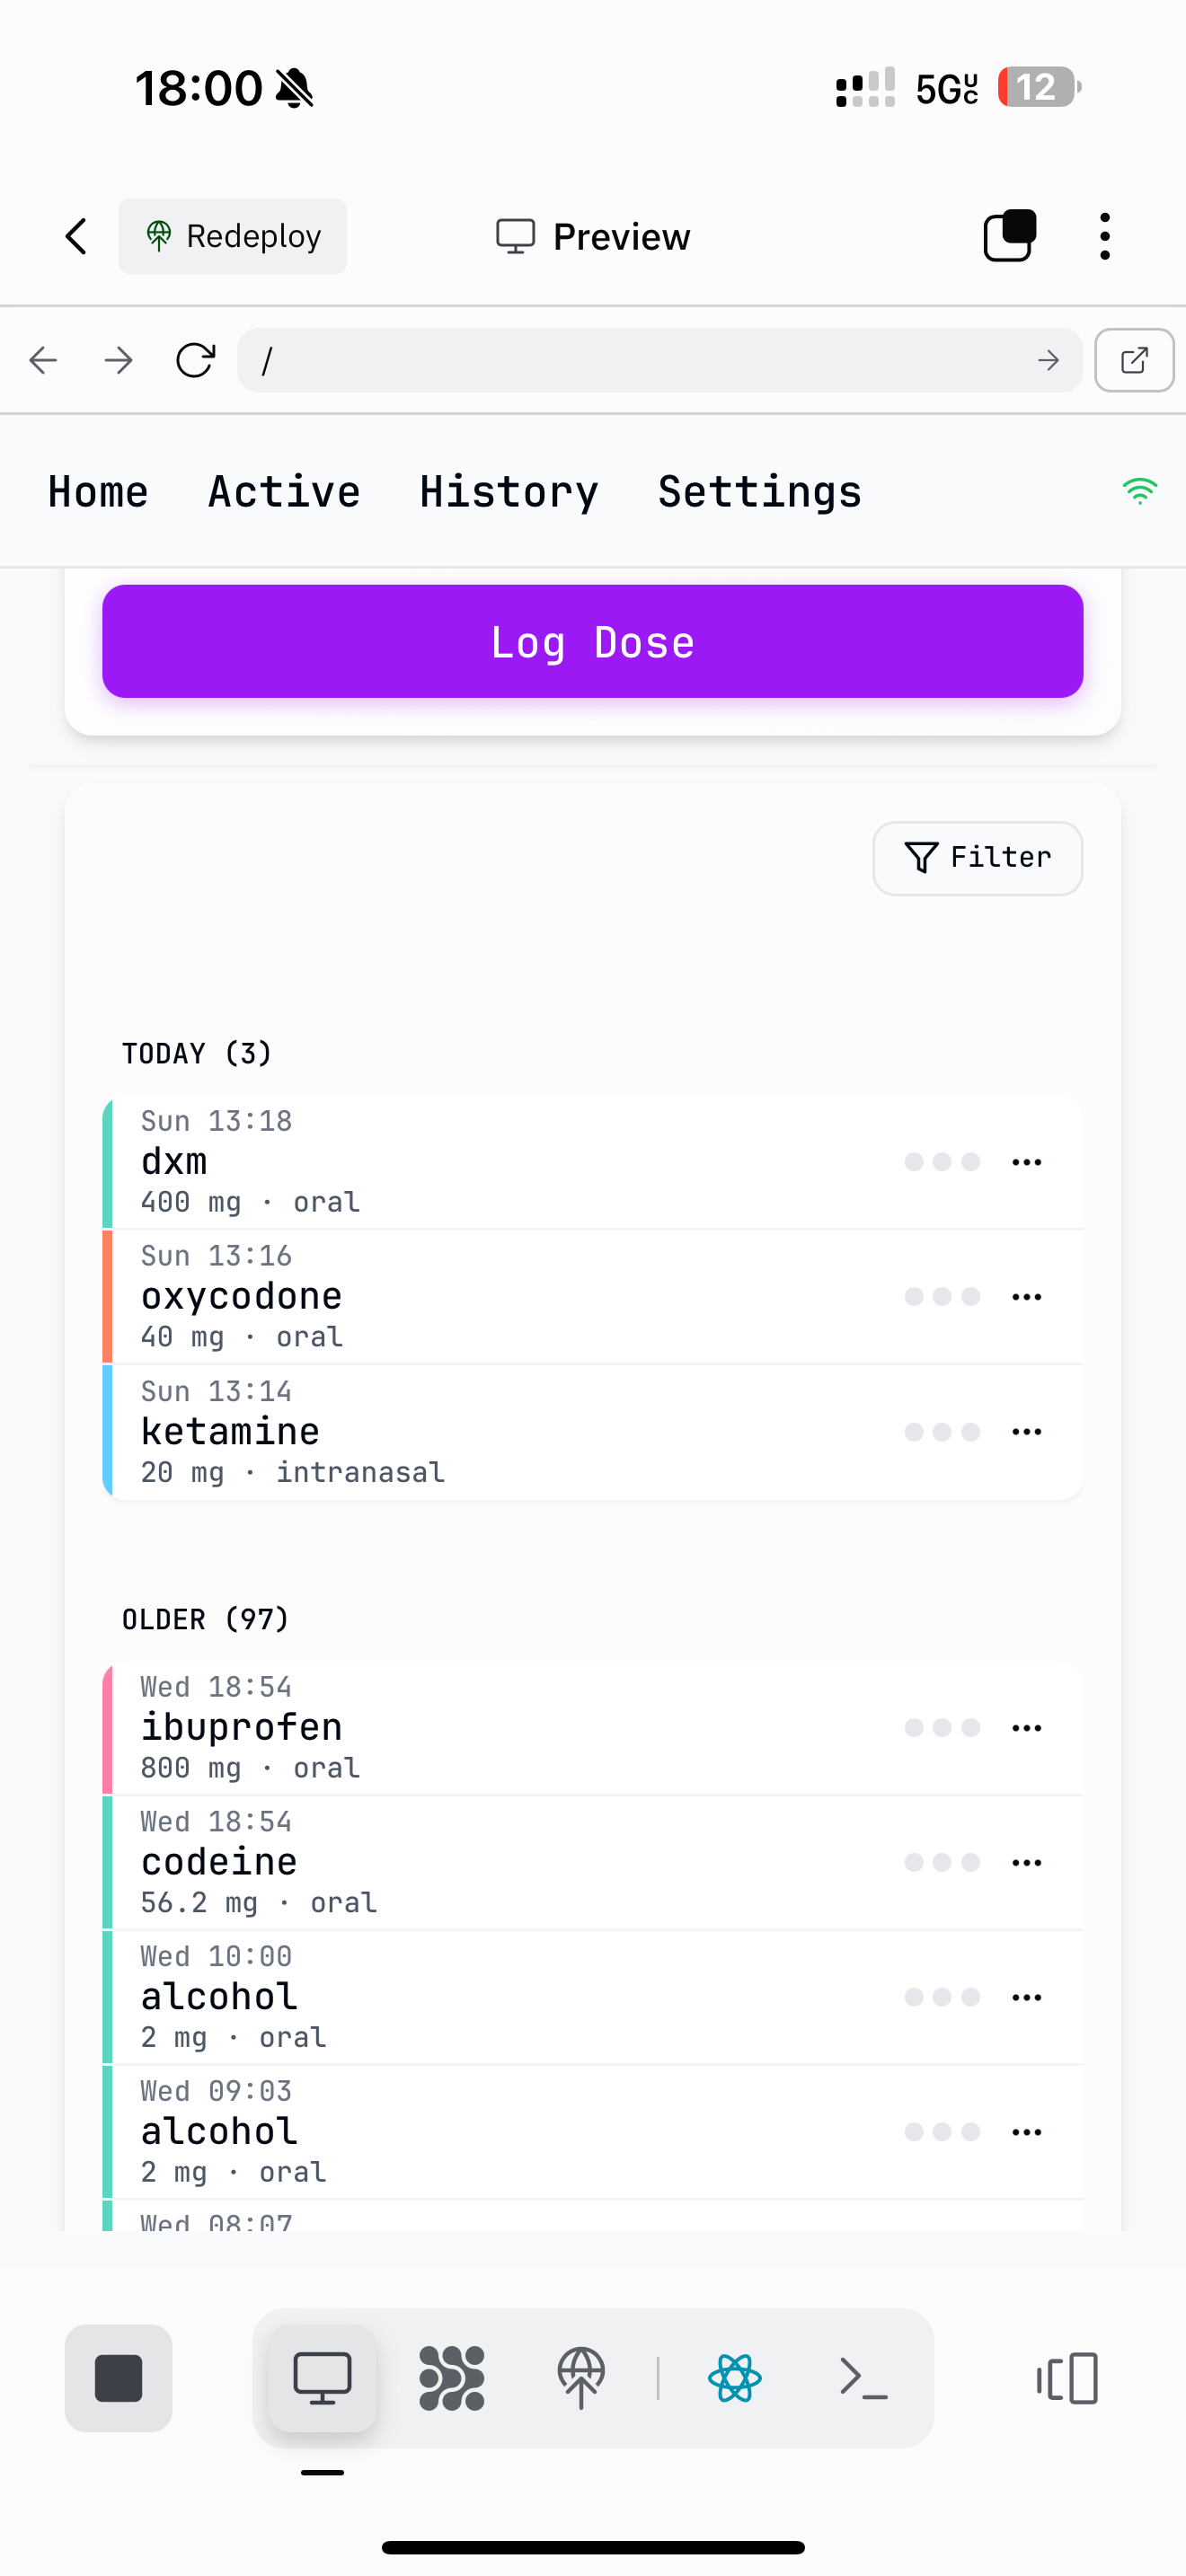 18:00
5G UC 12
Redeploy
Preview
/
Home Active History Settings
Log Dose
Filter
TODAY (3)
Sun 13:18
dxm
400 mg · oral
Sun 13:16
oxycodone
40 mg · oral
Sun 13:14
ketamine
20 mg · intranasal
OLDER (97)
Wed 18:54
ibuprofen
800 mg · oral
Wed 18:54
codeine
56.2 mg · oral
Wed 10:00
alcohol
2 mg · oral
Wed 09:03
alcohol
2 mg · oral
Wed 08:07